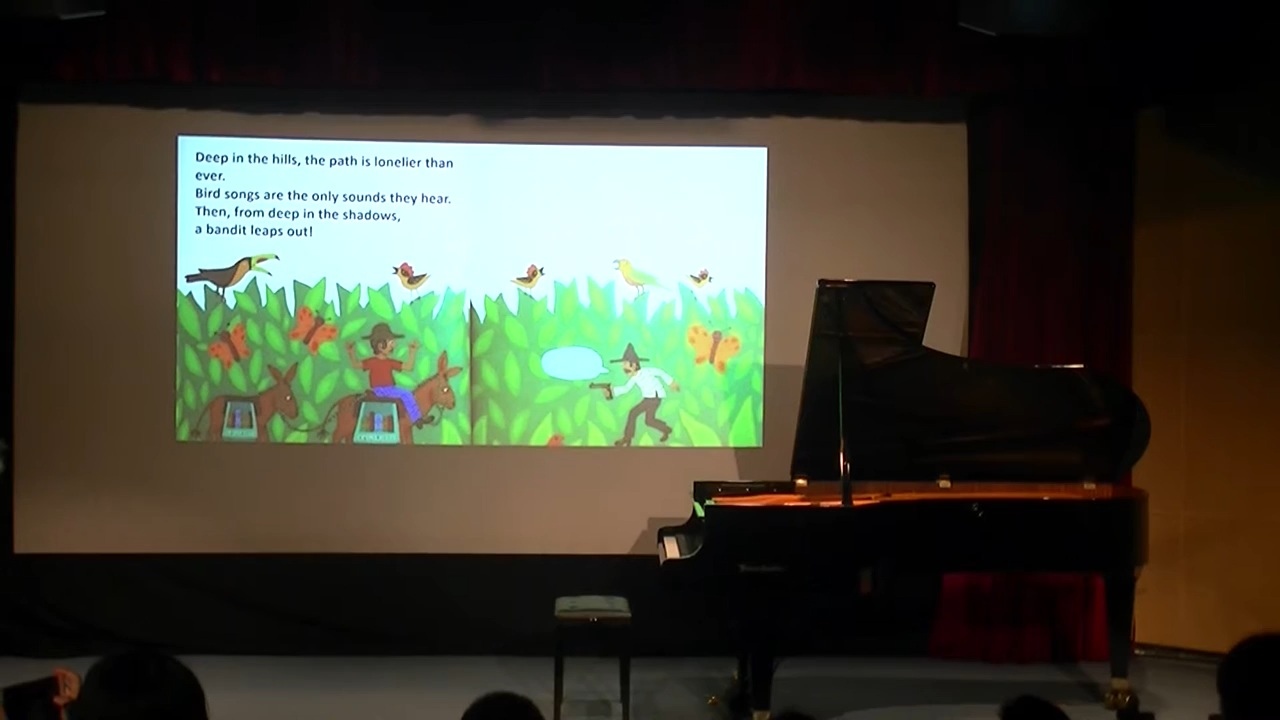 Deep in the hills, the path is lonelier than
ever.
Bird songs are the only sounds they hear.
Then, from deep in the shadows,
a bandit leaps out!